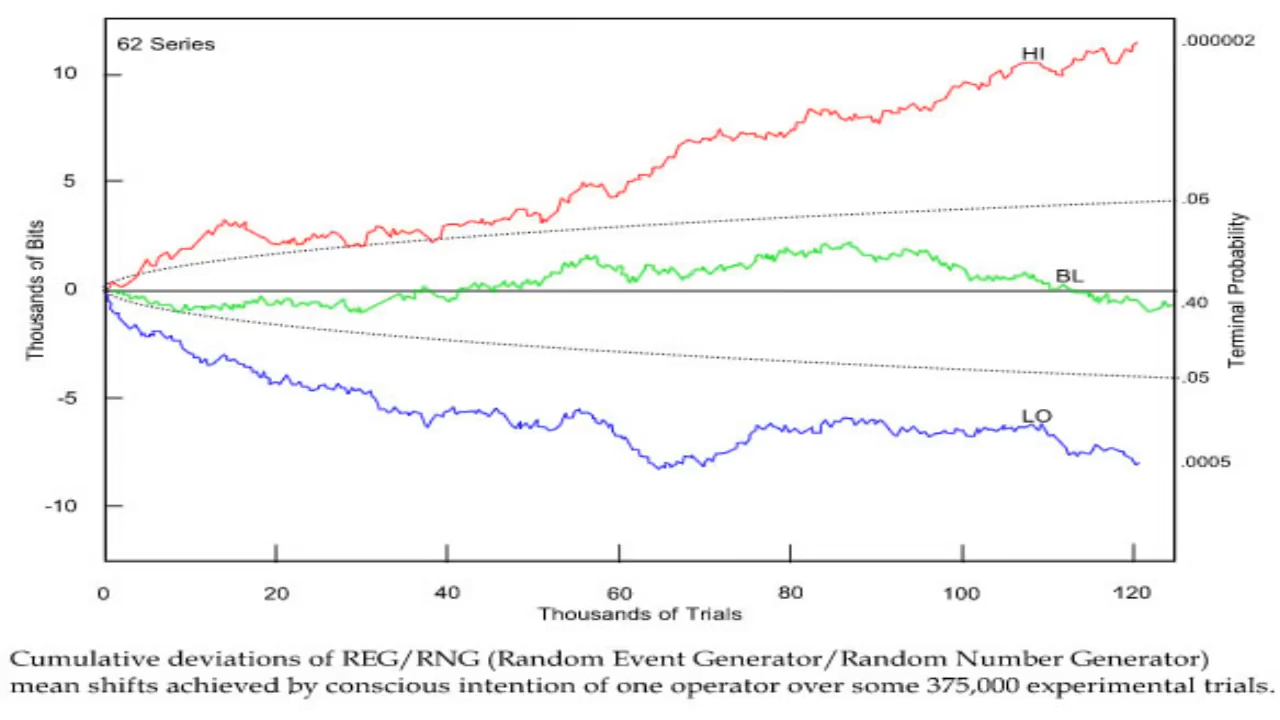 62 Series
HI
.000002
10
5
.06
Thousands of Bits
0
BL
.40
Terminal Probability
.05
-5
LO
.0005
-10
0 20 40 60 80 100 120
Thousands of Trials
Cumulative deviations of REG/RNG (Random Event Generator/Random Number Generator)
mean shifts achieved by conscious intention of one operator over some 375,000 experimental trials.